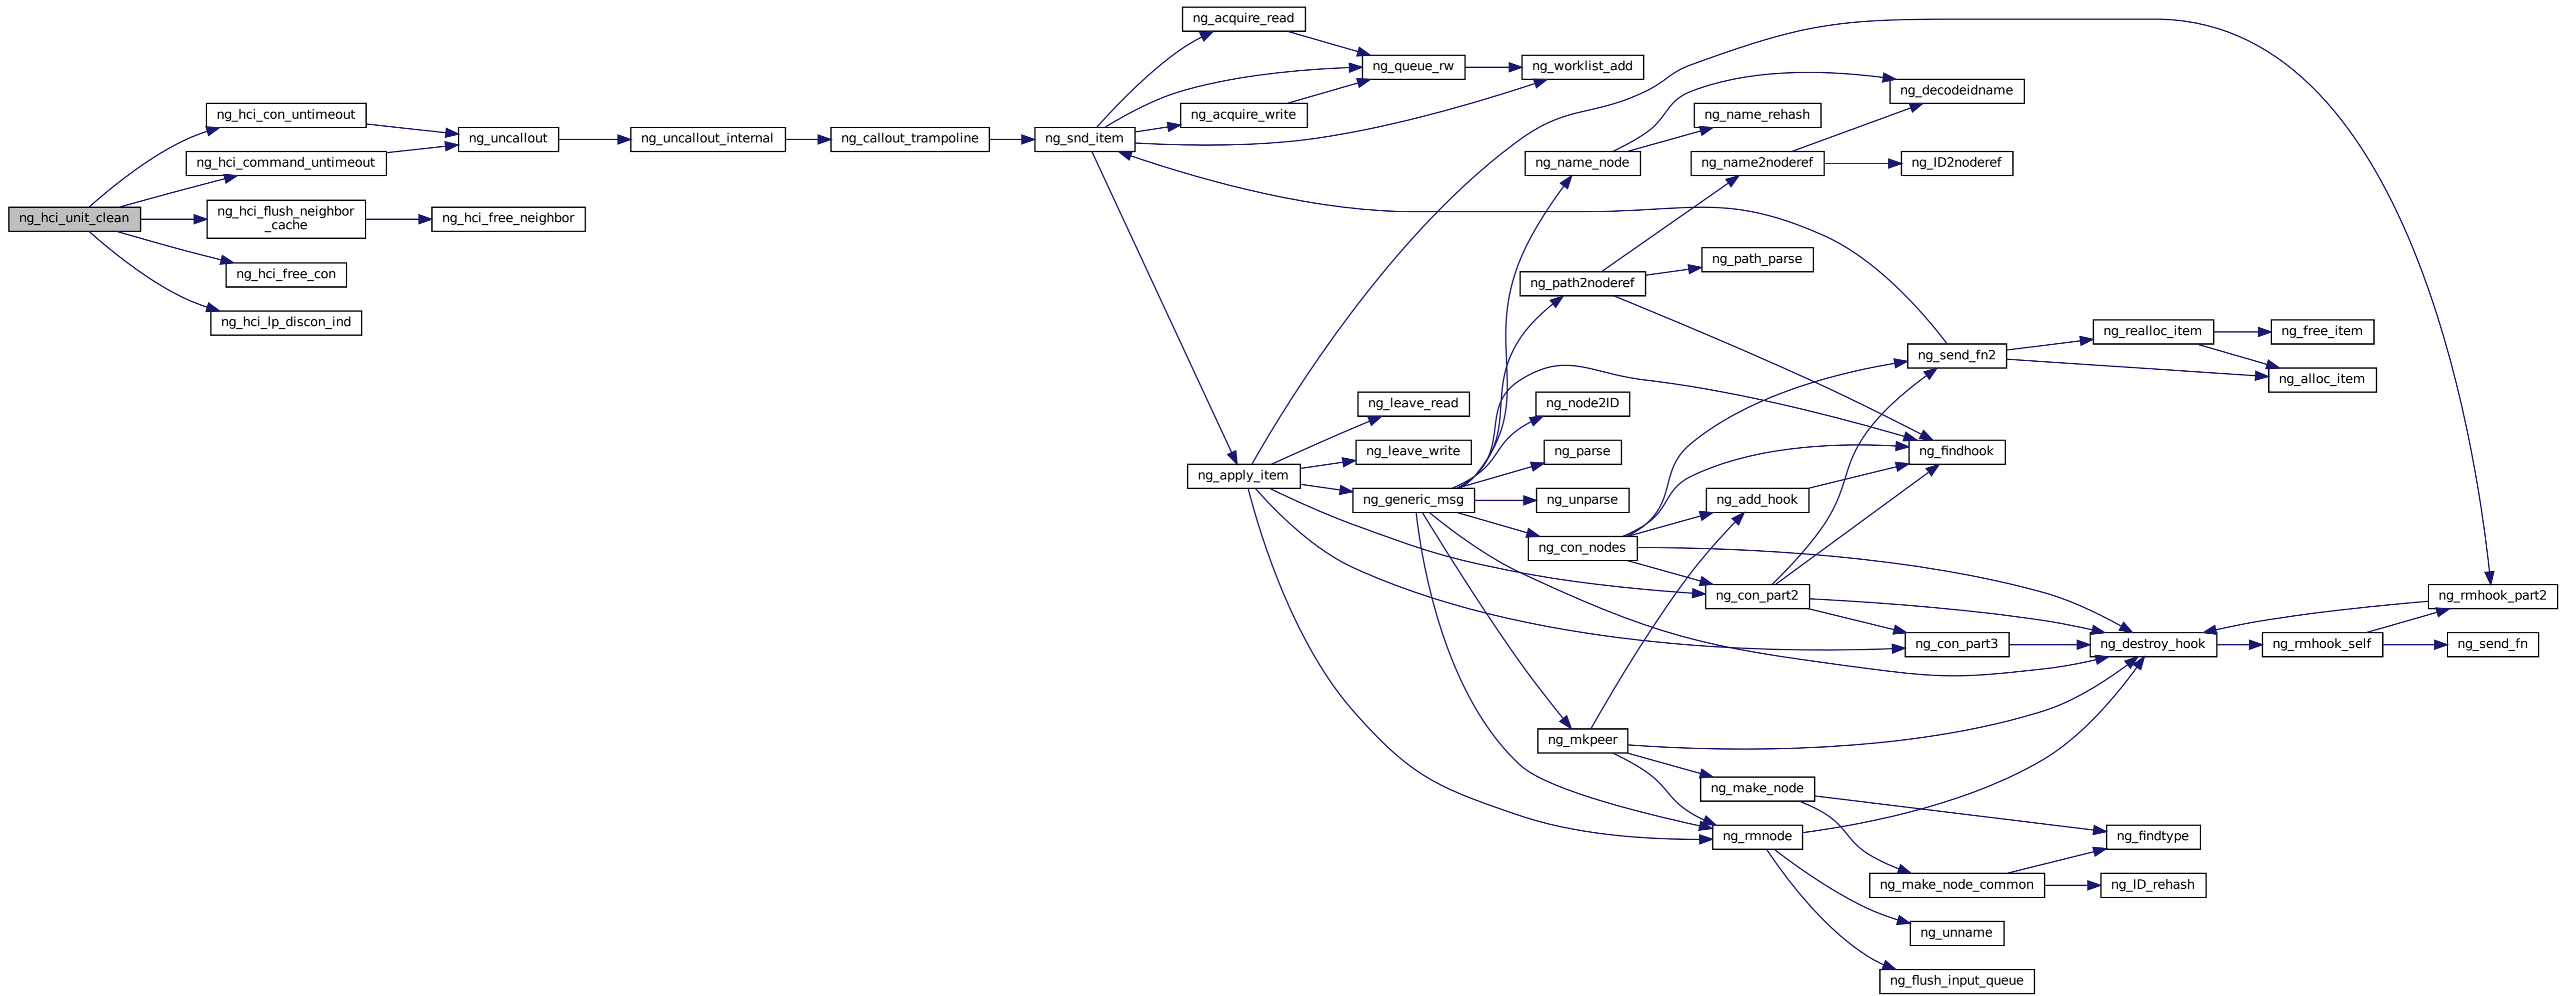 ng_hci_unit_clean
ng_hci_con_untimeout
ng_hci_command_untimeout
ng_hci_flush_neighbor
_cache
ng_hci_free_con
ng_hci_lp_discon_ind
ng_uncallout
ng_hci_free_neighbor
ng_uncallout_internal
ng_callout_trampoline
ng_snd_item
ng_acquire_read
ng_acquire_write
ng_apply_item
ng_queue_rw
ng_leave_read
ng_leave_write
ng_generic_msg
ng_worklist_add
ng_name_node
ng_path2noderef
ng_node2ID
ng_parse
ng_unparse
ng_con_nodes
ng_mkpeer
ng_name_rehash
ng_name2noderef
ng_path_parse
ng_add_hook
ng_con_part2
ng_make_node
ng_rmnode
ng_decodeidname
ng_ID2noderef
ng_send_fn2
ng_findhook
ng_con_part3
ng_make_node_common
ng_unname
ng_flush_input_queue
ng_realloc_item
ng_destroy_hook
ng_findtype
ng_ID_rehash
ng_free_item
ng_alloc_item
ng_rmhook_self
ng_rmhook_part2
ng_send_fn